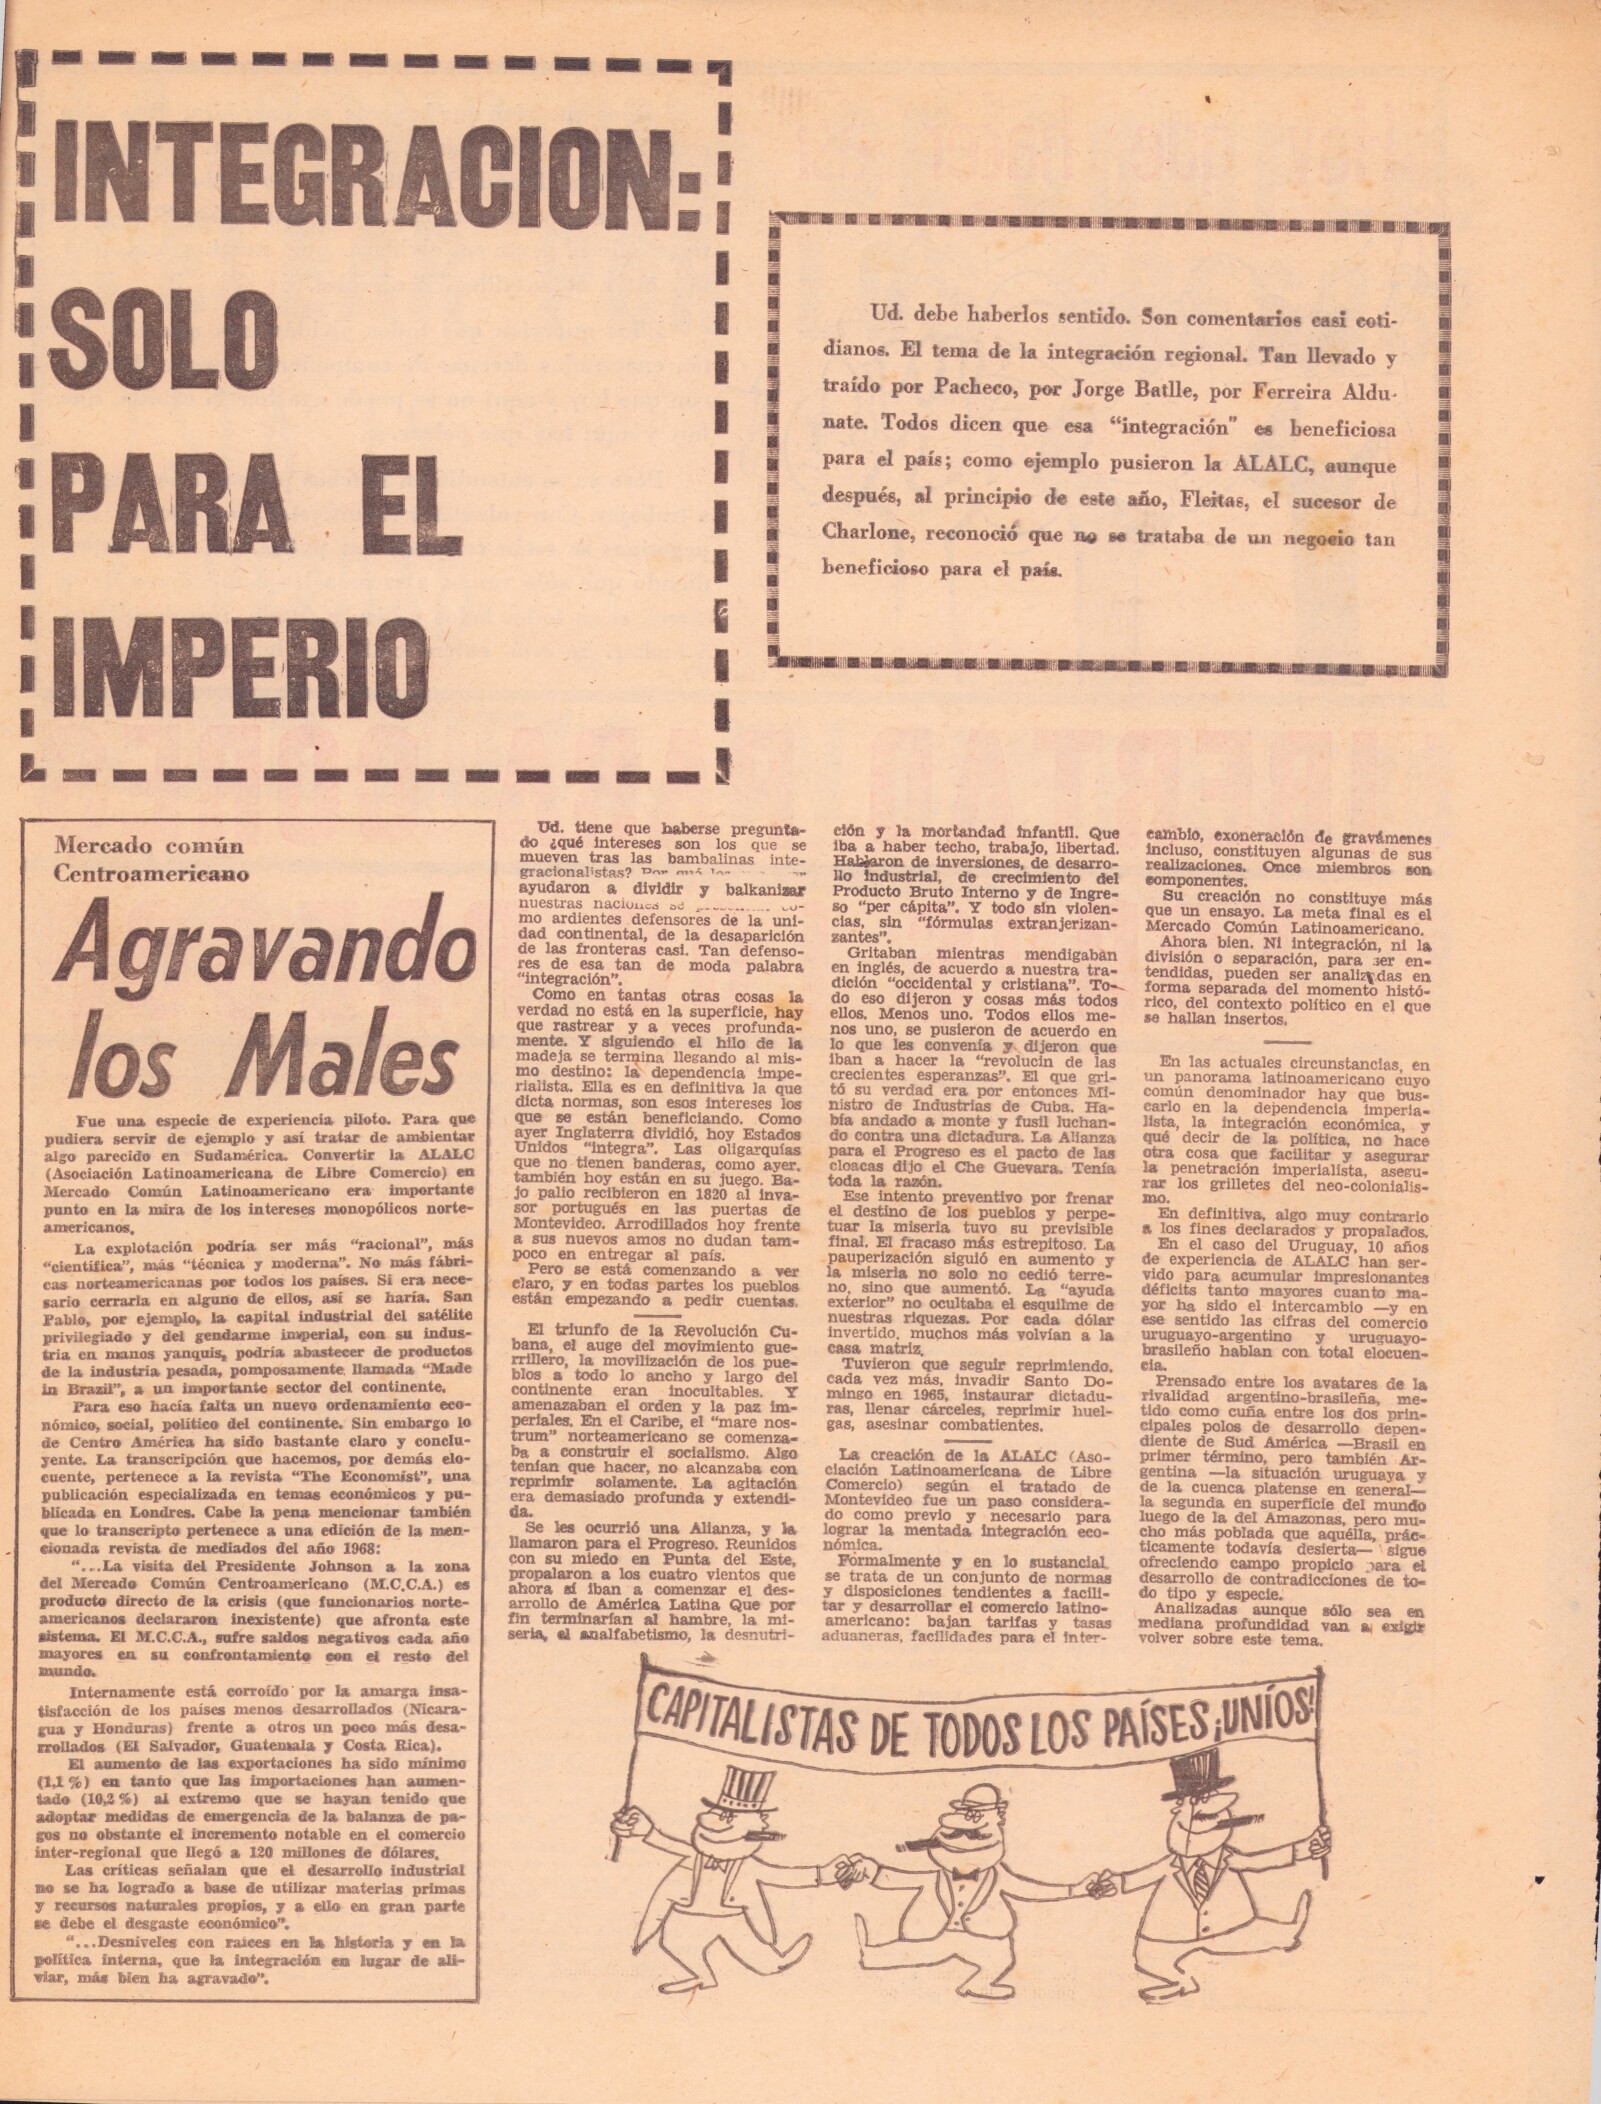 INTEGRACION:
SOLO
PARA EL
IMPERIO
Ud. debe haberlos sentido. Son comentarios casi coti-
dianos. El tema de la integración regional. Tan llevado y
traído por Pacheco, por Jorge Batlle, por Ferreira Aldu-
nate. Todos dicen que esa “integración” es beneficiosa
para el país; como ejemplo pusieron la ALALC, aunque
después, al principio de este año, Fleitas, el sucesor de
Charlone, reconoció que no se trataba de un negocio tan
beneficioso para el país.
Mercado común
Centroamericano
Agravando
los Males
Fue una especie de experiencia piloto. Para que
pudiera servir de ejemplo y así tratar de ambientar
algo parecido en Sudamérica. Convertir la ALALC
(Asociación Latinoamericana de Libre Comercio) en
Mercado Común Latinoamericano era importante
punto en la mira de los intereses monopólicos norte-
americanos.
La explotación podría ser más “racional”, más
“científica”, más “técnica y moderna”. No más fábri-
cas norteamericanas por todos los países. Si era nece-
sario cerrarla en alguno de ellos, así se haría. San
Pablo, por ejemplo, la capital industrial del satélite
privilegiado y del gendarme imperial, con su indus-
tria en manos yanquis, podría abastecer de productos
de la industria pesada, pomposamente llamada “Made
in Brazil”, a un importante sector del continente.
Para eso hacía falta un nuevo ordenamiento eco-
nómico, social, político del continente. Sin embargo lo
de Centro América ha sido bastante claro y conclu-
yente. La transcripción que hacemos, por demás elo-
cuente, pertenece a la revista “The Economist”, una
publicación especializada en temas económicos y pu-
blicada en Londres. Cabe la pena mencionar también
que lo transcripto pertenece a una edición de la men-
cionada revista de mediados del año 1968:
“...La visita del Presidente Johnson a la zona
del Mercado Común Centroamericano (M.C.C.A.) es
producto directo de la crisis (que funcionarios norte-
americanos declararon inexistente) que afronta este
sistema. El M.C.C.A., sufre saldos negativos cada año
mayores en su confrontamiento con el resto del
mundo.
Internamente está corroído por la amarga insa-
tisfacción de los países menos desarrollados (Nicara-
gua y Honduras) frente a otros un poco más desa-
rrollados (El Salvador, Guatemala y Costa Rica).
El aumento de las exportaciones ha sido mínimo
(1,1 %) en tanto que las importaciones han aumen-
tado (10,2 %) al extremo que se hayan tenido que
adoptar medidas de emergencia de la balanza de pa-
gos no obstante el incremento notable en el comercio
inter-regional que llegó a 120 millones de dólares.
Las críticas señalan que el desarrollo industrial
no se ha logrado a base de utilizar materias primas
y recursos naturales propios, y a ello en gran parte
se debe el desgaste económico”.
“...Desniveles con raíces en la historia y en la
política interna, que la integración en lugar de ali-
viar, más bien ha agravado”.
Ud. tiene que haberse pregunta-
do ¿qué intereses son los que se
mueven tras las bambalinas inte-
gracionalistas? Por qué los
ayudaron a dividir y balkanizar
nuestras naciones se presentan co-
mo ardientes defensores de la uni-
dad continental, de la desaparición
de las fronteras casi. Tan defenso-
res de esa tan de moda palabra
“integración”.
Como en tantas otras cosas la
verdad no está en la superficie, hay
que rastrear y a veces profunda-
mente. Y siguiendo el hilo de la
madeja se termina llegando al mis-
mo destino: la dependencia impe-
rialista. Ella es en definitiva la que
dicta normas, son esos intereses los
que se están beneficiando. Como
ayer Inglaterra dividió, hoy Estados
Unidos “integra”. Las oligarquías
que no tienen banderas, como ayer,
también hoy están en su juego. Ba-
jo palio recibieron en 1820 al inva-
sor portugués en las puertas de
Montevideo. Arrodillados hoy frente
a sus nuevos amos no dudan tam-
poco en entregar al país.
Pero se está comenzando a ver
claro, y en todas partes los pueblos
están empezando a pedir cuentas.
El triunfo de la Revolución Cu-
bana, el auge del movimiento gue-
rrillero, la movilización de los pue-
blos a todo lo ancho y largo del
continente eran inocultables. Y
amenazaban el orden y la paz im-
periales. En el Caribe, el “mare nos-
trum” norteamericano se comenza-
ba a construir el socialismo. Algo
tenían que hacer, no alcanzaba con
reprimir solamente. La agitación
era demasiado profunda y extendi-
da.
Se les ocurrió una Alianza, y la
llamaron para el Progreso. Reunidos
con su miedo en Punta del Este,
propalaron a los cuatro vientos que
ahora sí iban a comenzar el des-
arrollo de América Latina Que por
fin terminarían al hambre, la mi-
seria, el analfabetismo, la desnutri-
ción y la mortandad infantil. Que
iba a haber techo, trabajo, libertad.
Hablaron de inversiones, de desarro-
llo industrial, de crecimiento del
Producto Bruto Interno y de Ingre-
so “per cápita”. Y todo sin violen-
cias, sin “fórmulas extranjerizan-
zantes”.
Gritaban mientras mendigaban
en inglés, de acuerdo a nuestra tra-
dición “occidental y cristiana”. To-
do eso dijeron y cosas más todos
ellos. Menos uno. Todos ellos me-
nos uno, se pusieron de acuerdo en
lo que les convenía y dijeron que
iban a hacer la “revolucin de las
crecientes esperanzas”. El que gri-
tó su verdad era por entonces Mi-
nistro de Industrias de Cuba. Ha-
bía andado a monte y fusil luchan-
do contra una dictadura. La Alianza
para el Progreso es el pacto de las
cloacas dijo el Che Guevara. Tenía
toda la razón.
Ese intento preventivo por frenar
el destino de los pueblos y perpe-
tuar la miseria tuvo su previsible
final. El fracaso más estrepitoso. La
pauperización siguió en aumento y
la miseria no solo no cedió terre-
no, sino que aumentó. La “ayuda
exterior” no ocultaba el esquilme de
nuestras riquezas. Por cada dólar
invertido, muchos más volvían a la
casa matriz.
Tuvieron que seguir reprimiendo,
cada vez más, invadir Santo Do-
mingo en 1965, instaurar dictadu-
ras, llenar cárceles, reprimir huel-
gas, asesinar combatientes.
La creación de la ALALC (Aso-
ciación Latinoamericana de Libre
Comercio) según el tratado de
Montevideo fue un paso considera-
do como previo y necesario para
lograr la mentada integración eco-
nómica.
Formalmente y en lo sustancial
se trata de un conjunto de normas
y disposiciones tendientes a facili-
tar y desarrollar el comercio latino-
americano: bajan tarifas y tasas
aduaneras, facilidades para el inter-
cambio, exoneración de gravámenes
incluso, constituyen algunas de sus
realizaciones. Once miembros son
componentes.
Su creación no constituye más
que un ensayo. La meta final es el
Mercado Común Latinoamericano.
Ahora bien. Ni integración, ni la
división o separación, para ser en-
tendidas, pueden ser analizadas en
forma separada del momento histó-
rico, del contexto político en el que
se hallan insertos.
En las actuales circunstancias, en
un panorama latinoamericano cuyo
común denominador hay que bus-
carlo en la dependencia imperia-
lista, la integración económica, y
qué decir de la política, no hace
otra cosa que facilitar y asegurar
la penetración imperialista, asegu-
rar los grilletes del neo-colonialis-
mo.
En definitiva, algo muy contrario
a los fines declarados y propalados.
En el caso del Uruguay, 10 años
de experiencia de ALALC han ser-
vido para acumular impresionantes
déficits tanto mayores cuanto ma-
yor ha sido el intercambio —y en
ese sentido las cifras del comercio
uruguayo-argentino y uruguayo-
brasileño hablan con total elocuen-
cia.
Prensado entre los avatares de la
rivalidad argentino-brasileña, me-
tido como cuña entre los dos prin-
cipales polos de desarrollo depen-
diente de Sud América —Brasil en
primer término, pero también Ar-
gentina —la situación uruguaya y
de la cuenca platense en general—
la segunda en superficie del mundo
luego de la del Amazonas, pero mu-
cho más poblada que aquélla, prác-
ticamente todavía desierta— sigue
ofreciendo campo propicio para el
desarrollo de contradicciones de to-
do tipo y especie.
Analizadas aunque sólo sea en
mediana profundidad van a exigir
volver sobre este tema.
CAPITALISTAS DE TODOS LOS PAÍSES ¡UNÍOS!